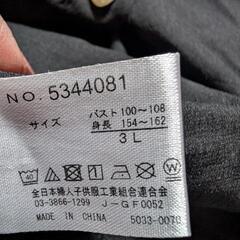 NO. 5344081
サイズ
バスト 100~108
身長 154~162
3L
40
全日本婦人子供服工業組合連合会
03-3866-1299 J-GF0052
MADE IN CHINA 5033-0070